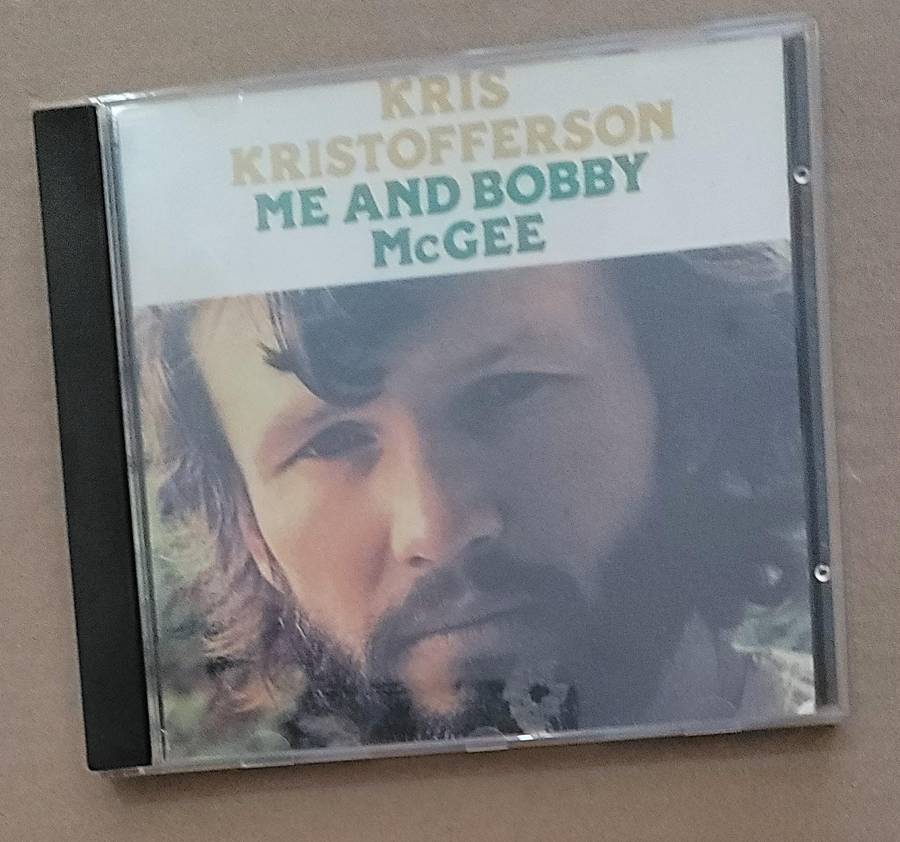 KRIS
KRISTOFFERSON
ME AND BOBBY
McGEE